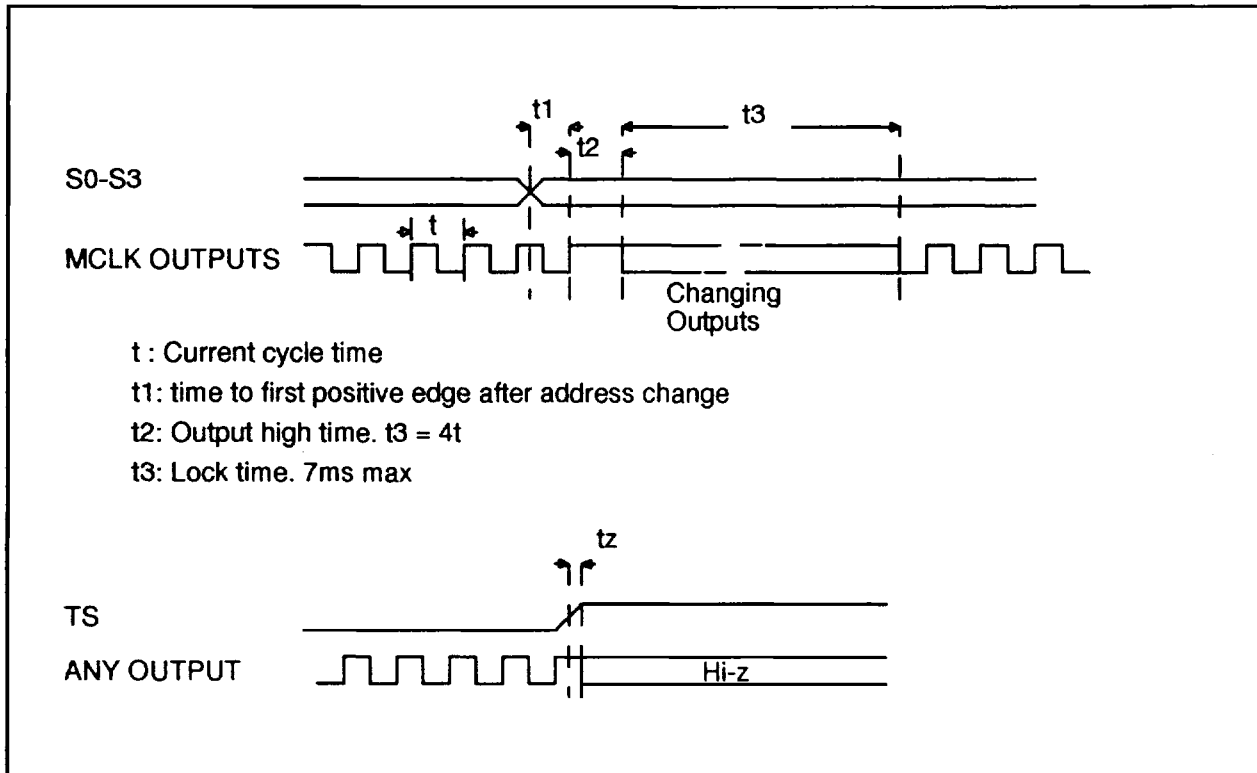 t1
t3
t2
S0-S3
t
MCLK OUTPUTS
Changing
Outputs
t : Current cycle time
t1: time to first positive edge after address change
t2: Output high time. t3 = 4t
t3: Lock time. 7ms max
tz
TS
ANY OUTPUT
Hi-z